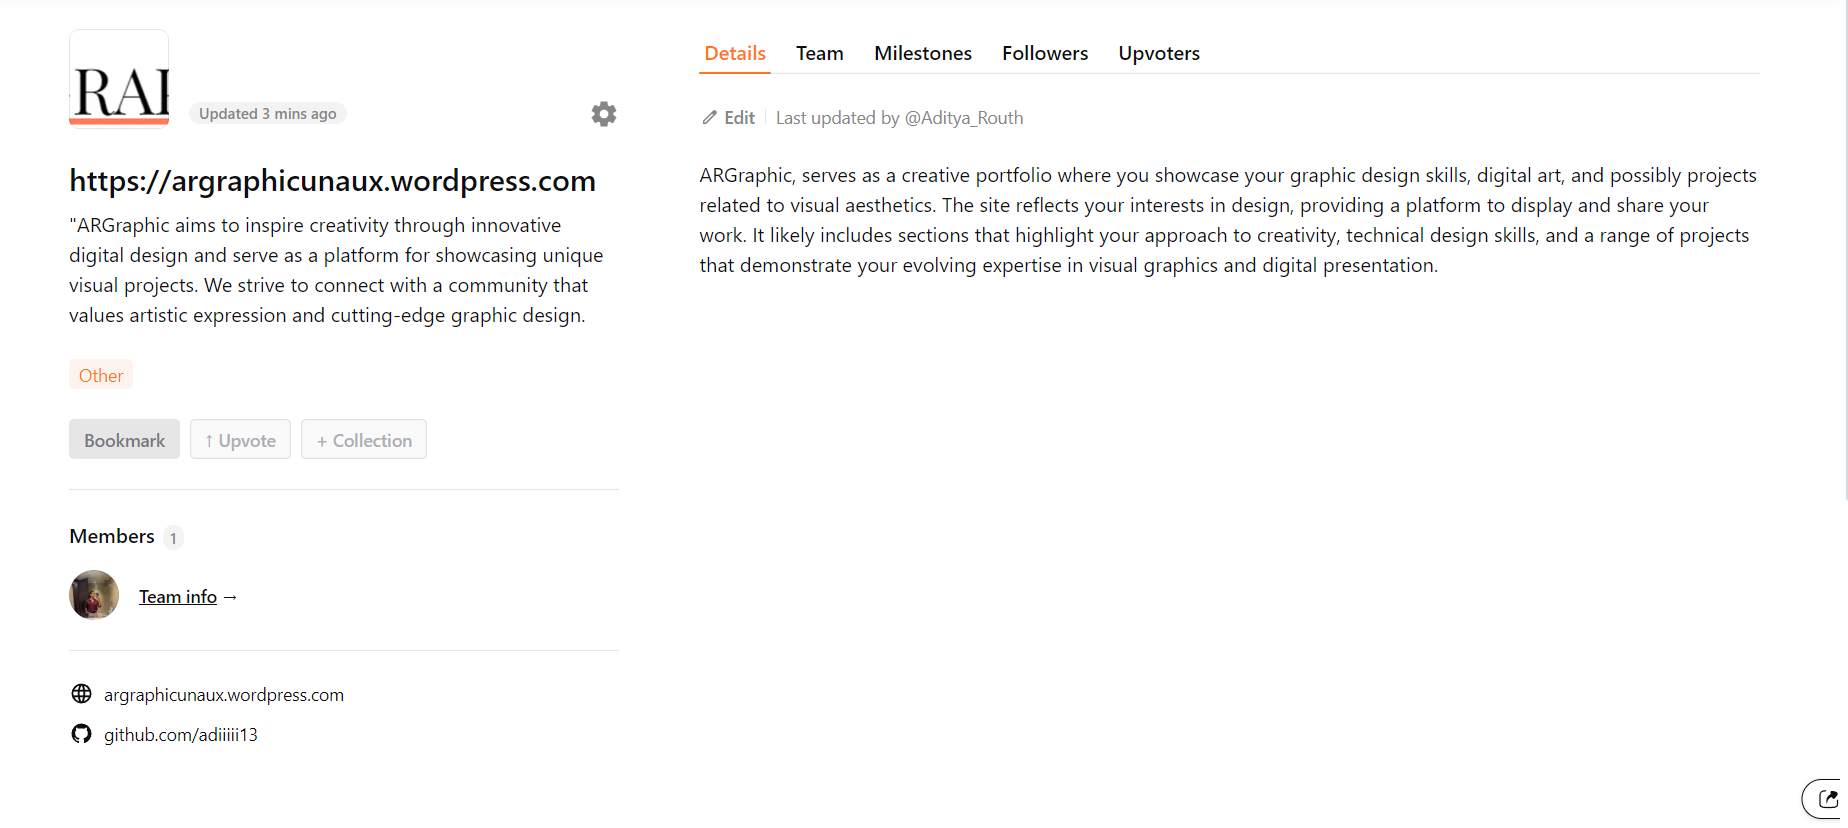 RAI
Updated 3 mins ago
https://argraphicunaux.wordpress.com
"ARGraphic aims to inspire creativity through innovative
digital design and serve as a platform for showcasing unique
visual projects. We strive to connect with a community that
values artistic expression and cutting-edge graphic design.
Other
Bookmark ↑ Upvote + Collection
Members 1
Team info →
argraphicunaux.wordpress.com
github.com/adiiiii13
Details Team Milestones Followers Upvoters
Edit Last updated by @Aditya_Routh
ARGraphic, serves as a creative portfolio where you showcase your graphic design skills, digital art, and possibly projects
related to visual aesthetics. The site reflects your interests in design, providing a platform to display and share your
work. It likely includes sections that highlight your approach to creativity, technical design skills, and a range of projects
that demonstrate your evolving expertise in visual graphics and digital presentation.